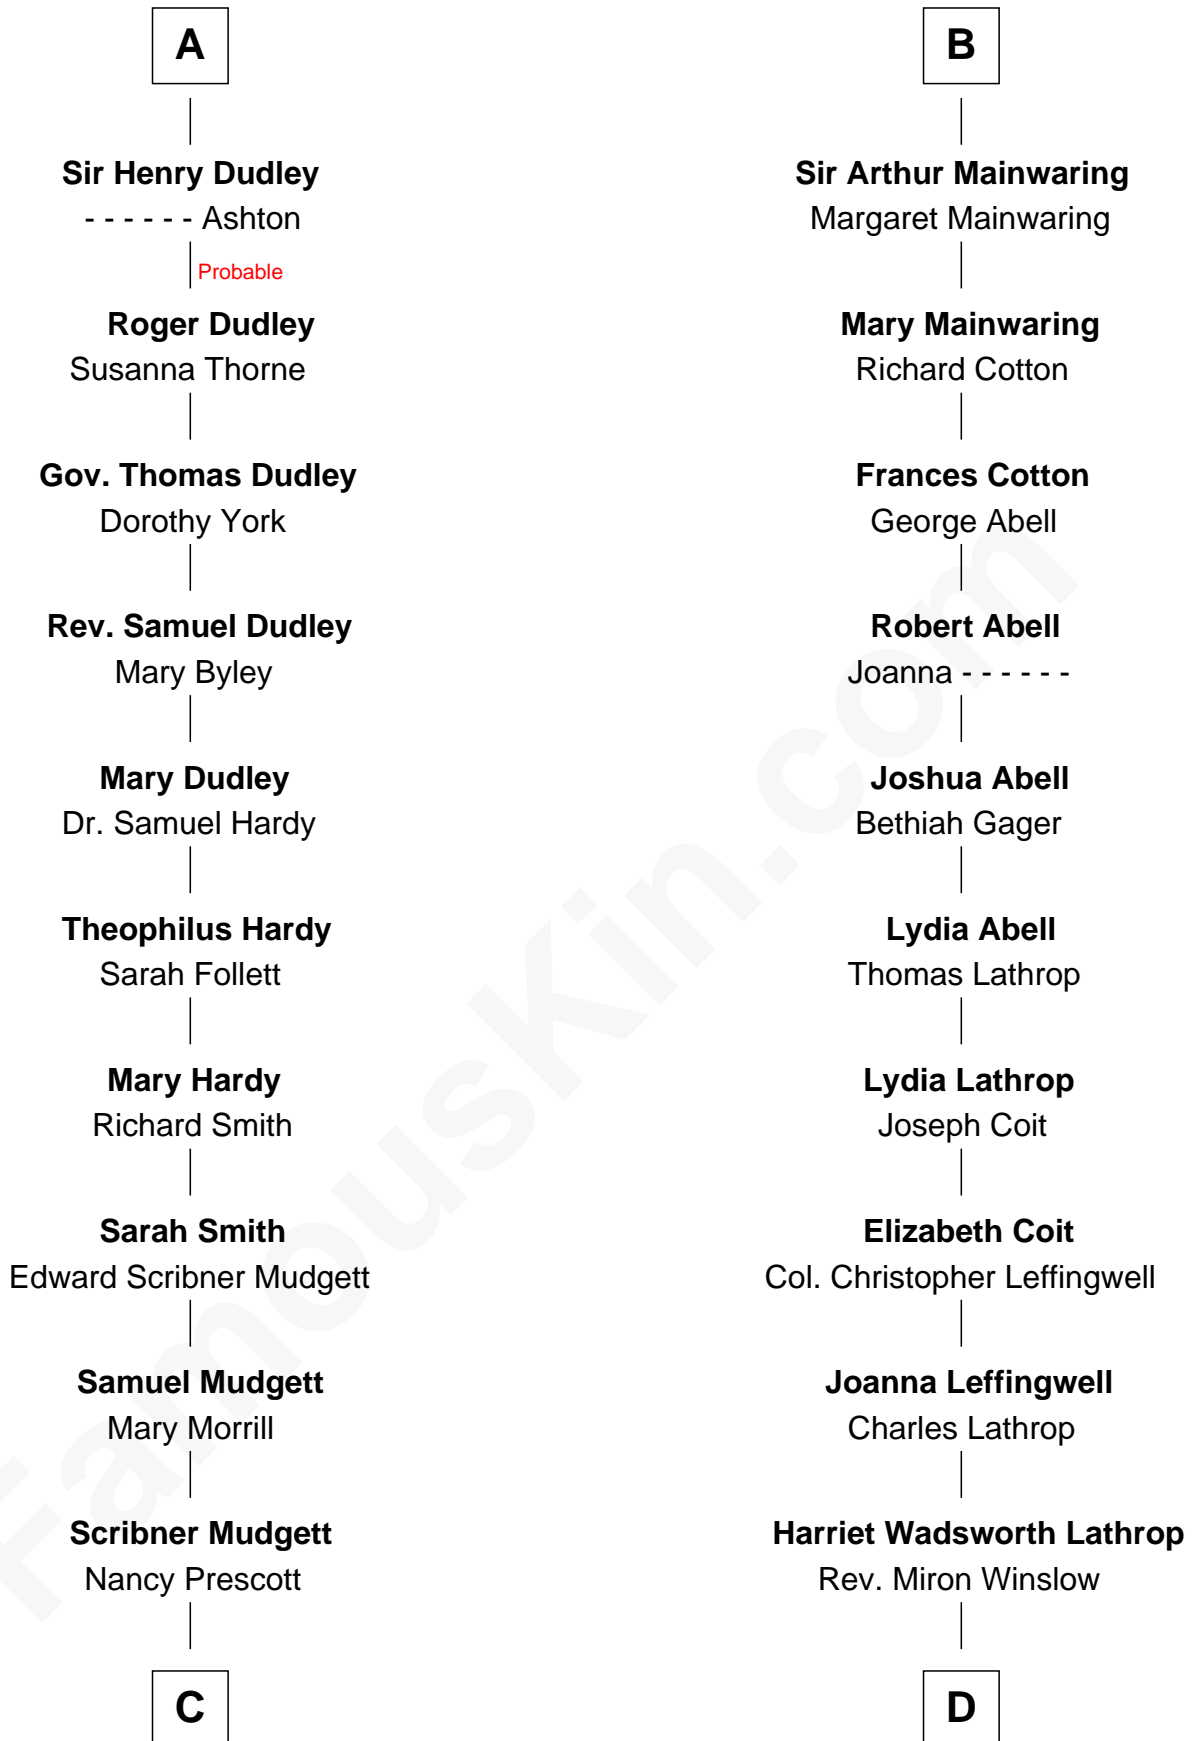 A
Sir Henry Dudley
- - - - - - Ashton
Probable
Roger Dudley
Susanna Thorne
Gov. Thomas Dudley
Dorothy York
Rev. Samuel Dudley
Mary Byley
Mary Dudley
Dr. Samuel Hardy
Theophilus Hardy
Sarah Follett
Mary Hardy
Richard Smith
Sarah Smith
Edward Scribner Mudgett
Samuel Mudgett
Mary Morrill
Scribner Mudgett
Nancy Prescott
C
B
Sir Arthur Mainwaring
Margaret Mainwaring
Mary Mainwaring
Richard Cotton
Frances Cotton
George Abell
Robert Abell
Joanna - - - - - -
Joshua Abell
Bethiah Gager
Lydia Abell
Thomas Lathrop
Lydia Lathrop
Joseph Coit
Elizabeth Coit
Col. Christopher Leffingwell
Joanna Leffingwell
Charles Lathrop
Harriet Wadsworth Lathrop
Rev. Miron Winslow
D
FamousKin.com